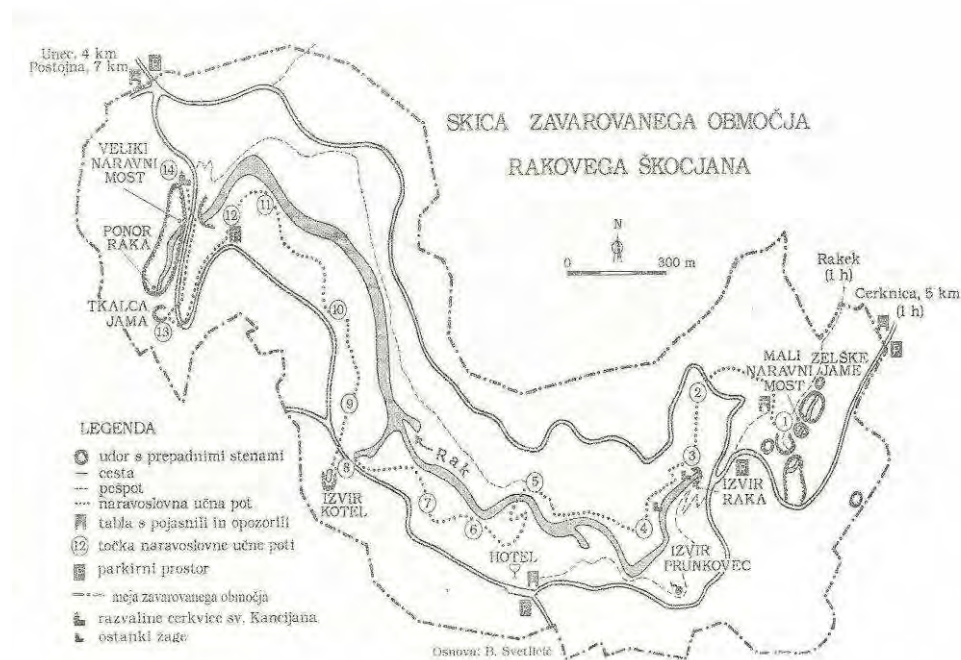 Unec, 4 km
Postojna, 7 km
SKICA ZAVAROVANEGA OBMOČJA
RAKOVEGA ŠKOCJANA
VELIKI
NARAVNI
MOST
14
12
11
PONOR
RAKA
N
0 300 m
Rakek
(1 h)
Cerknica, 5 km
(1 h)
TKALCA
JAMA
13
10
MALI
NARAVNI
MOST
ZELŠKE
JAME
2
1
9
LEGENDA
udor s prepadnimi stenami
cesta
pešpot
naravoslovna učna pot
tabla s pojasnili in opozorili
12 točka naravoslovne učne poti
parkirni prostor
meja zavarovanega območja
razvaline cerkvice sv. Kancijana
ostanki žage
Rak
8
IZVIR
KOTEL
3
IZVIR
RAKA
5
7
6
4
HOTEL
IZVIR
PRUNKOVEC
Osnova: B. Svetličič